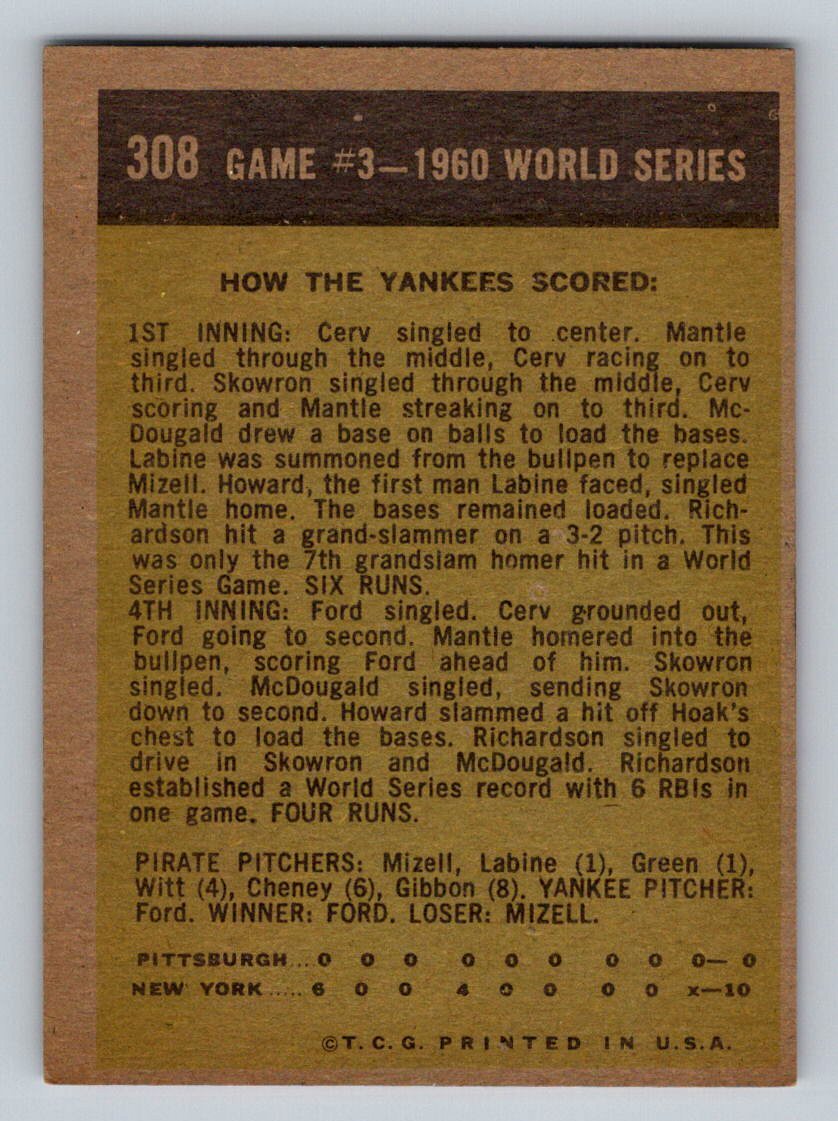 308 GAME #3—1960 WORLD SERIES
HOW THE YANKEES SCORED:
1ST INNING: Cerv singled to center. Mantle
singled through the middle, Cerv racing on to
third. Skowron singled through the middle, Cerv
scoring and Mantle streaking on to third. Mc-
Dougald drew a base on balls to load the bases.
Labine was summoned from the bullpen to replace
Mizell. Howard, the first man Labine faced, singled
Mantle home. The bases remained loaded. Rich-
ardson hit a grand-slammer on a 3-2 pitch. This
was only the 7th grandslam homer hit in a World
Series Game. SIX RUNS.
4TH INNING: Ford singled. Cerv grounded out,
Ford going to second. Mantle homered into the
bullpen, scoring Ford ahead of him. Skowron
singled. McDougald singled, sending Skowron
down to second. Howard slammed a hit off Hoak's
chest to load the bases. Richardson singled to
drive in Skowron and McDougald. Richardson
established a World Series record with 6 RBIs in
one game. FOUR RUNS.
PIRATE PITCHERS: Mizell, Labine (1), Green (1),
Witt (4), Cheney (6), Gibbon (8). YANKEE PITCHER:
Ford. WINNER: FORD. LOSER: MIZELL.
PITTSBURGH... 0 0 0 0 0 0 0 0 0— 0
NEW YORK ..... 6 0 0 4 0 0 0 0 x—10
©T.C.G. PRINTED IN U.S.A.